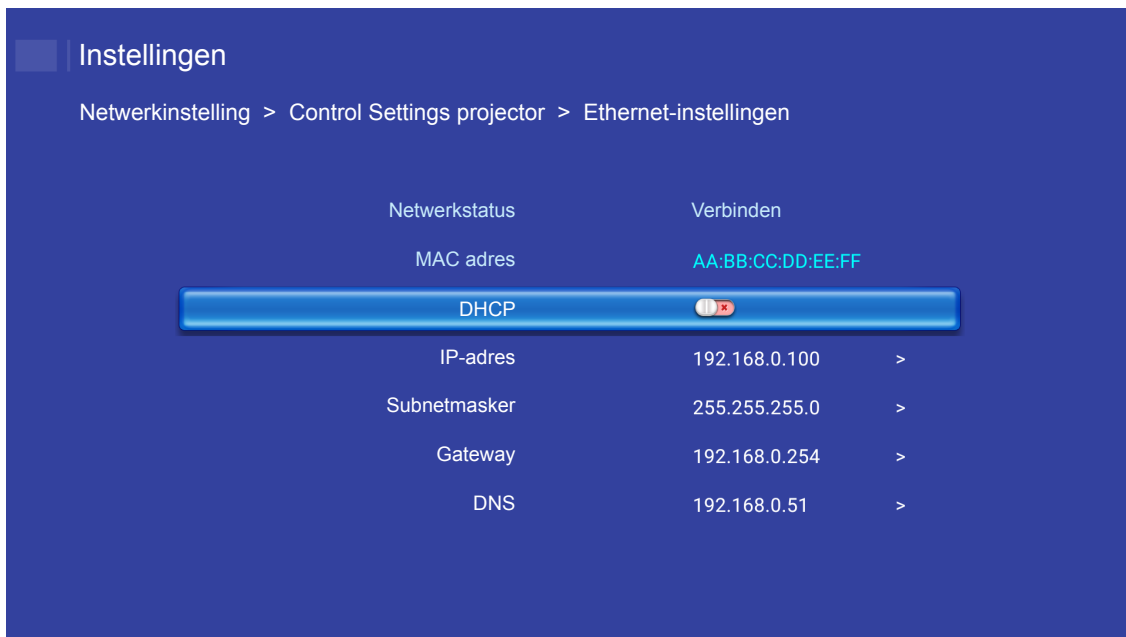 Instellingen
Netwerkinstelling > Control Settings projector > Ethernet-instellingen
Netwerkstatus Verbinden
MAC adres AA:BB:CC:DD:EE:FF
DHCP
IP-adres 192.168.0.100 >
Subnetmasker 255.255.255.0 >
Gateway 192.168.0.254 >
DNS 192.168.0.51 >